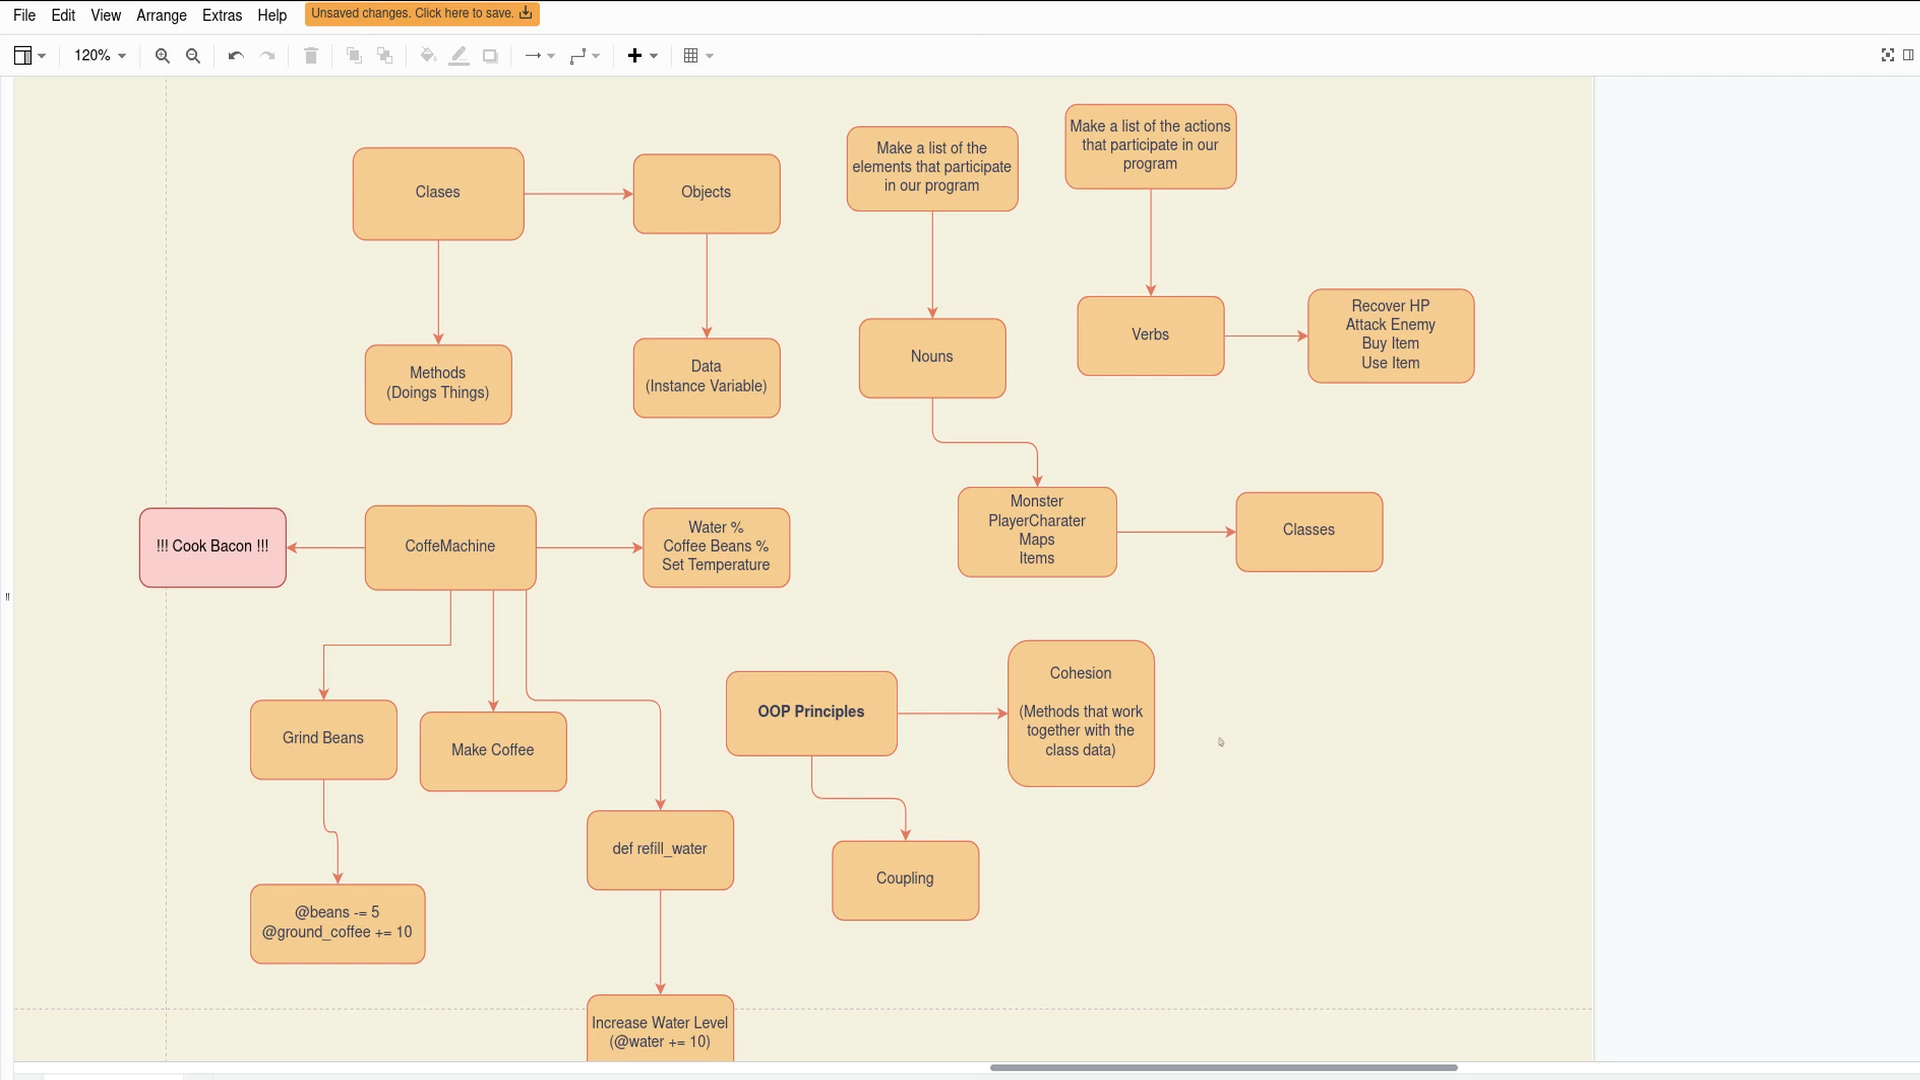 File Edit View Arrange Extras Help Unsaved changes. Click here to save.
120%
Clases
Objects
Make a list of the
elements that participate
in our program
Make a list of the actions
that participate in our
program
Methods
(Doings Things)
Data
(Instance Variable)
Nouns
Verbs
Recover HP
Attack Enemy
Buy Item
Use Item
!!! Cook Bacon !!!
CoffeMachine
Water %
Coffee Beans %
Set Temperature
Monster
PlayerCharater
Maps
Items
Classes
Grind Beans
Make Coffee
OOP Principles
Cohesion
(Methods that work
together with the
class data)
def refill_water
Coupling
@beans -= 5
@ground_coffee += 10
Increase Water Level
(@water += 10)